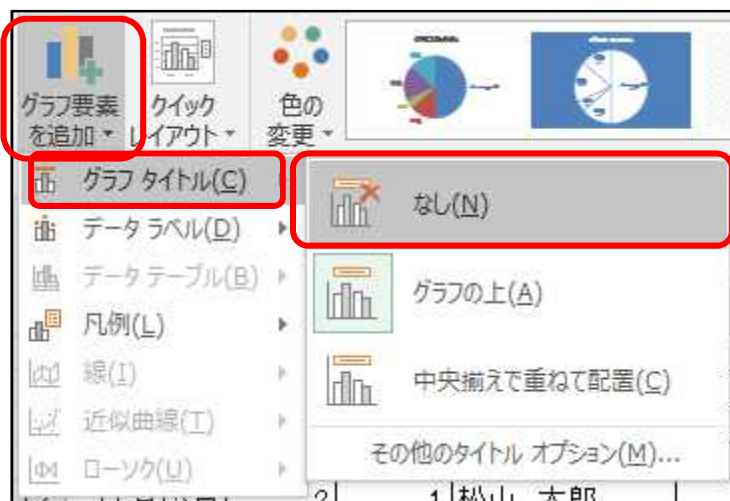 グラフ要素
を追加
クイック
レイアウト
色の
変更
グラフ タイトル(C)
データ ラベル(D)
データ テーブル(B)
凡例(L)
線(I)
近似曲線(T)
ローソク(U)
なし(N)
グラフの上(A)
中央揃えで重ねて配置(C)
その他のタイトル オプション(M)...
2
1 松山 太郎